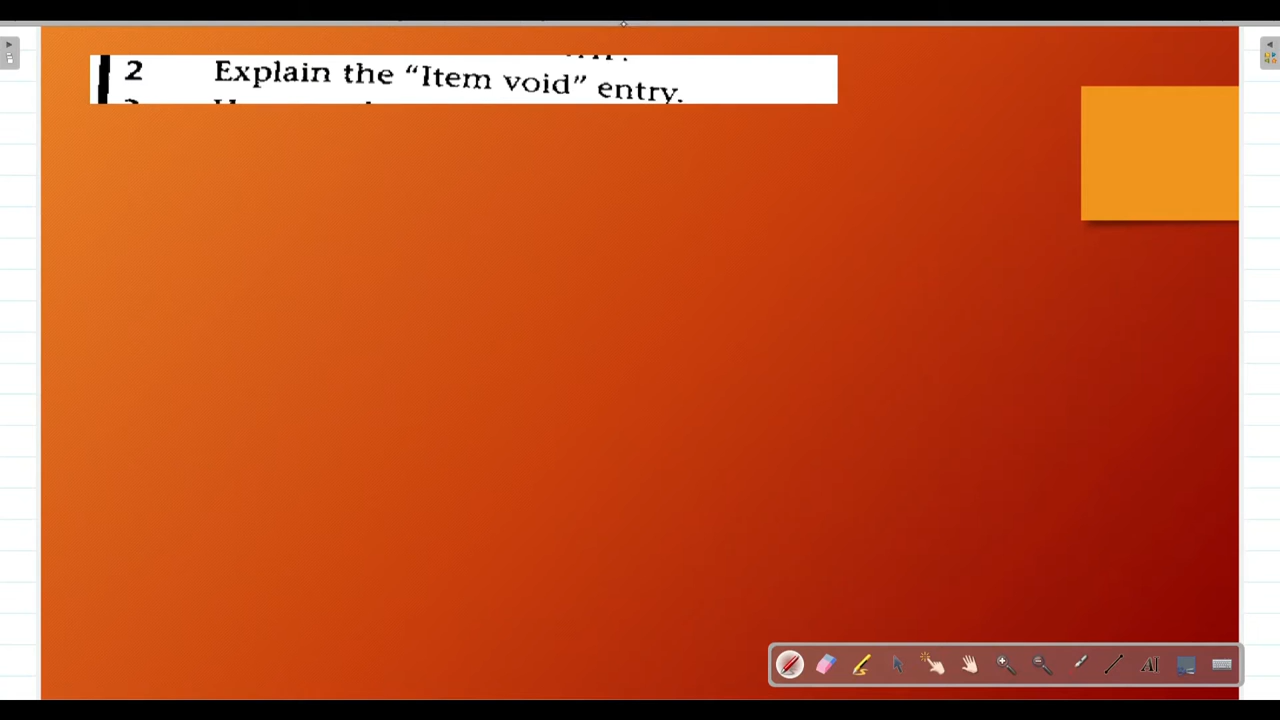 2 Explain the “Item void” entry.